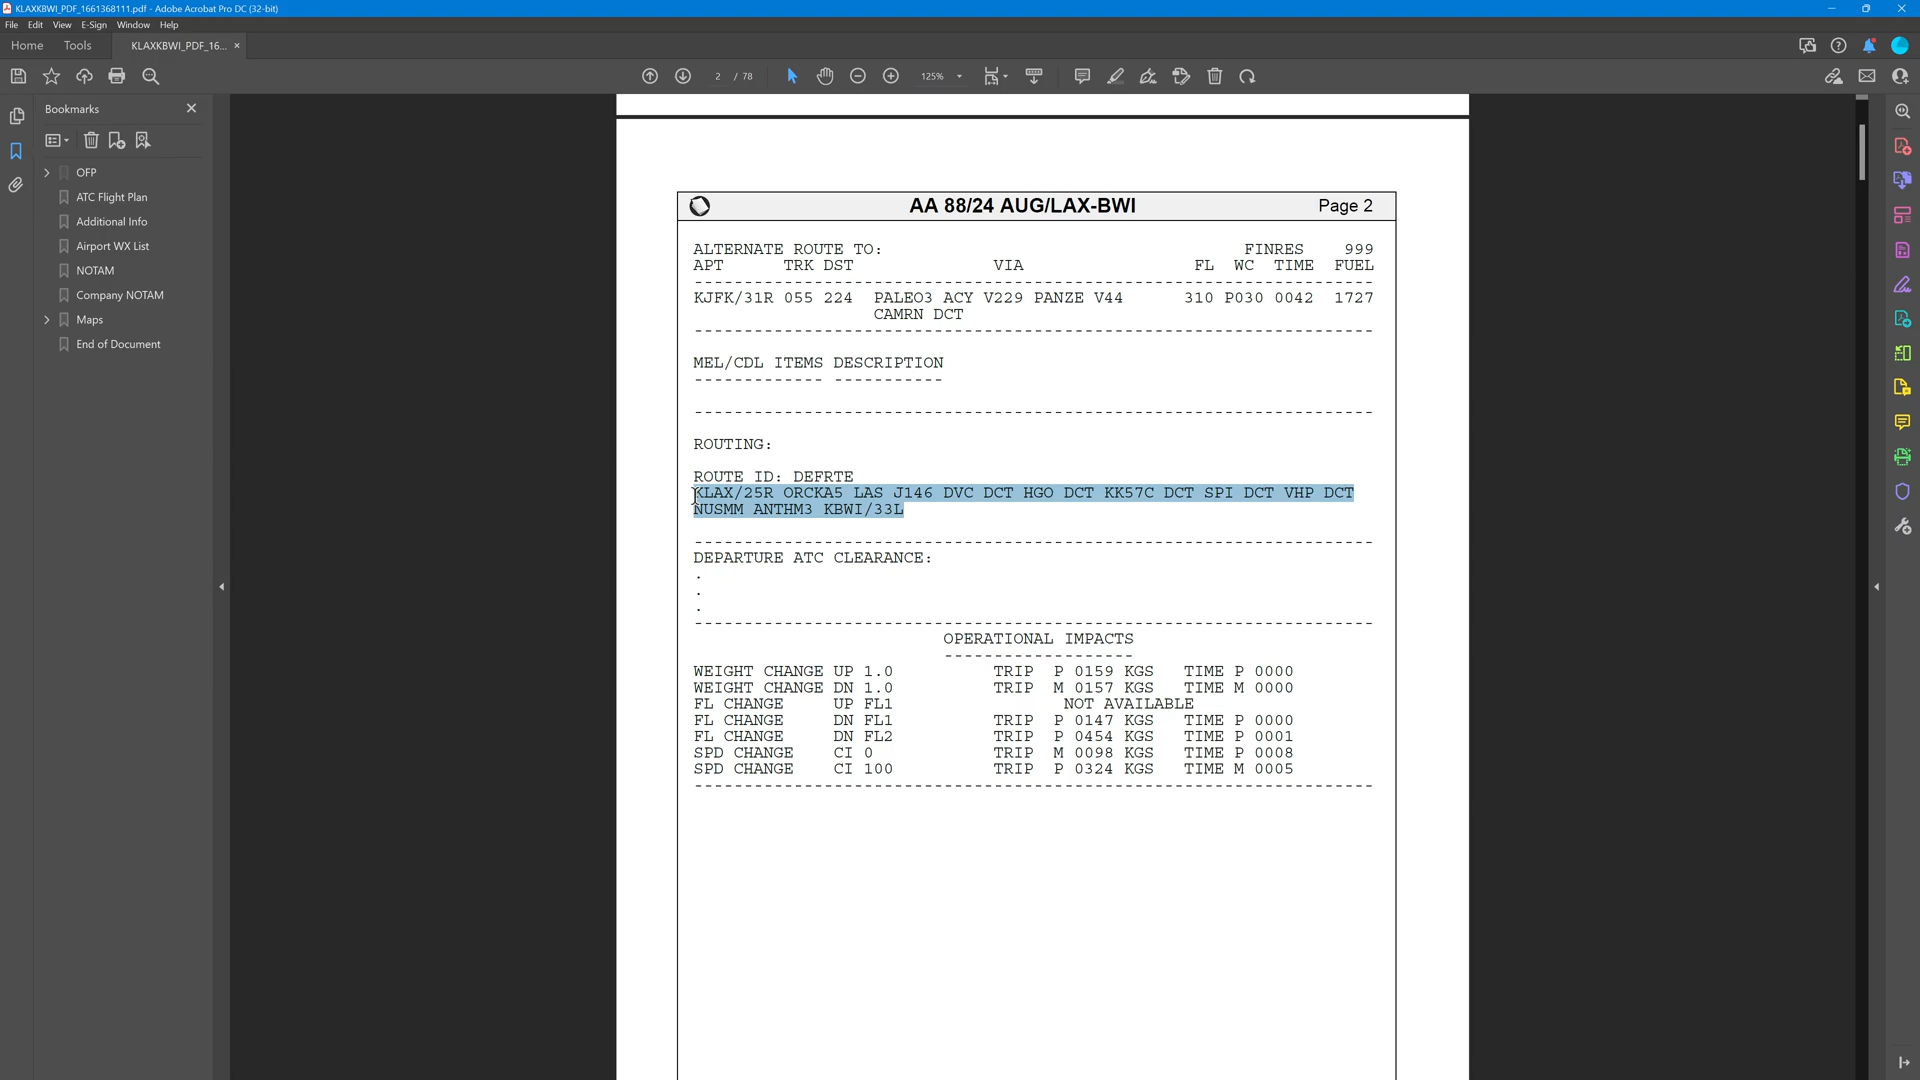 KLAXKBWI_PDF_1661368111.pdf - Adobe Acrobat Pro DC (32-bit)
File Edit View E-Sign Window Help
Home Tools KLAXKBWI_PDF_16... ×
2 / 78 125%
Bookmarks
OFP
ATC Flight Plan
Additional Info
Airport WX List
NOTAM
Company NOTAM
Maps
End of Document
AA 88/24 AUG/LAX-BWI Page 2
ALTERNATE ROUTE TO: FINRES 999
APT TRK DST VIA FL WC TIME FUEL
KJFK/31R 055 224 PALEO3 ACY V229 PANZE V44 310 P030 0042 1727
CAMRN DCT
MEL/CDL ITEMS DESCRIPTION
ROUTING:
ROUTE ID: DEFRTE
KLAX/25R ORCKA5 LAS J146 DVC DCT HGO DCT KK57C DCT SPI DCT VHP DCT
NUSMM ANTHM3 KBWI/33L
DEPARTURE ATC CLEARANCE:
.
.
.
OPERATIONAL IMPACTS
WEIGHT CHANGE UP 1.0 TRIP P 0159 KGS TIME P 0000
WEIGHT CHANGE DN 1.0 TRIP M 0157 KGS TIME M 0000
FL CHANGE UP FL1 NOT AVAILABLE
FL CHANGE DN FL1 TRIP P 0147 KGS TIME P 0000
FL CHANGE DN FL2 TRIP P 0454 KGS TIME P 0001
SPD CHANGE CI 0 TRIP M 0098 KGS TIME P 0008
SPD CHANGE CI 100 TRIP P 0324 KGS TIME M 0005